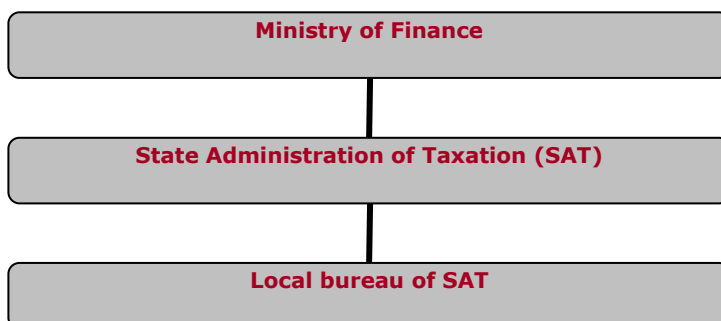 Ministry of Finance
State Administration of Taxation (SAT)
Local bureau of SAT